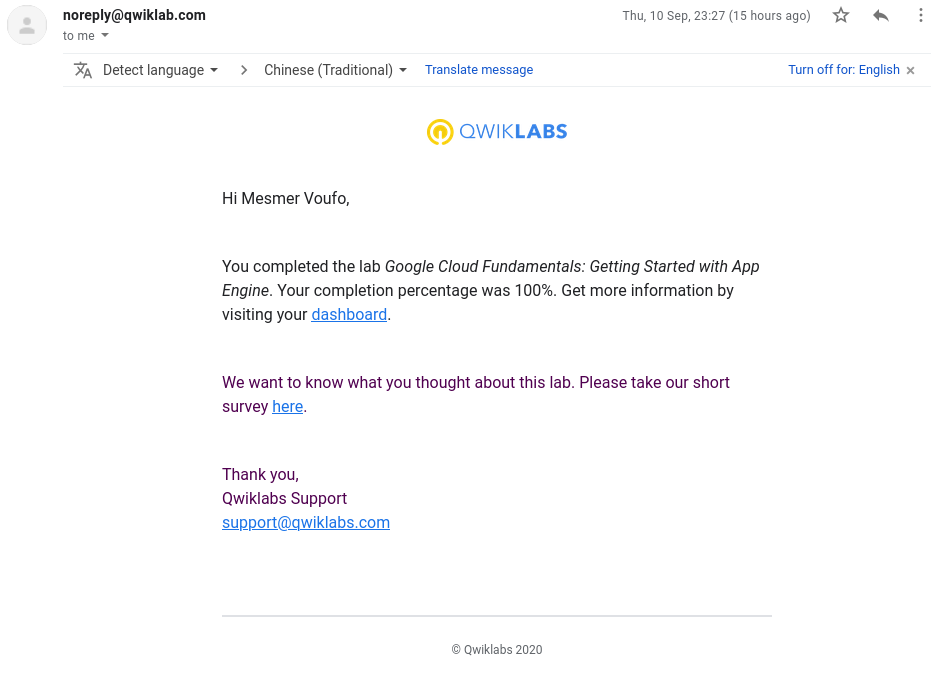 noreply@qwiklab.com
Thu, 10 Sep, 23:27 (15 hours ago)
to me
Detect language
Chinese (Traditional)
Translate message
Turn off for: English ×
QWIKLABS
Hi Mesmer Voufo,
You completed the lab Google Cloud Fundamentals: Getting Started with App
Engine. Your completion percentage was 100%. Get more information by
visiting your dashboard.
We want to know what you thought about this lab. Please take our short
survey here.
Thank you,
Qwiklabs Support
support@qwiklabs.com
© Qwiklabs 2020